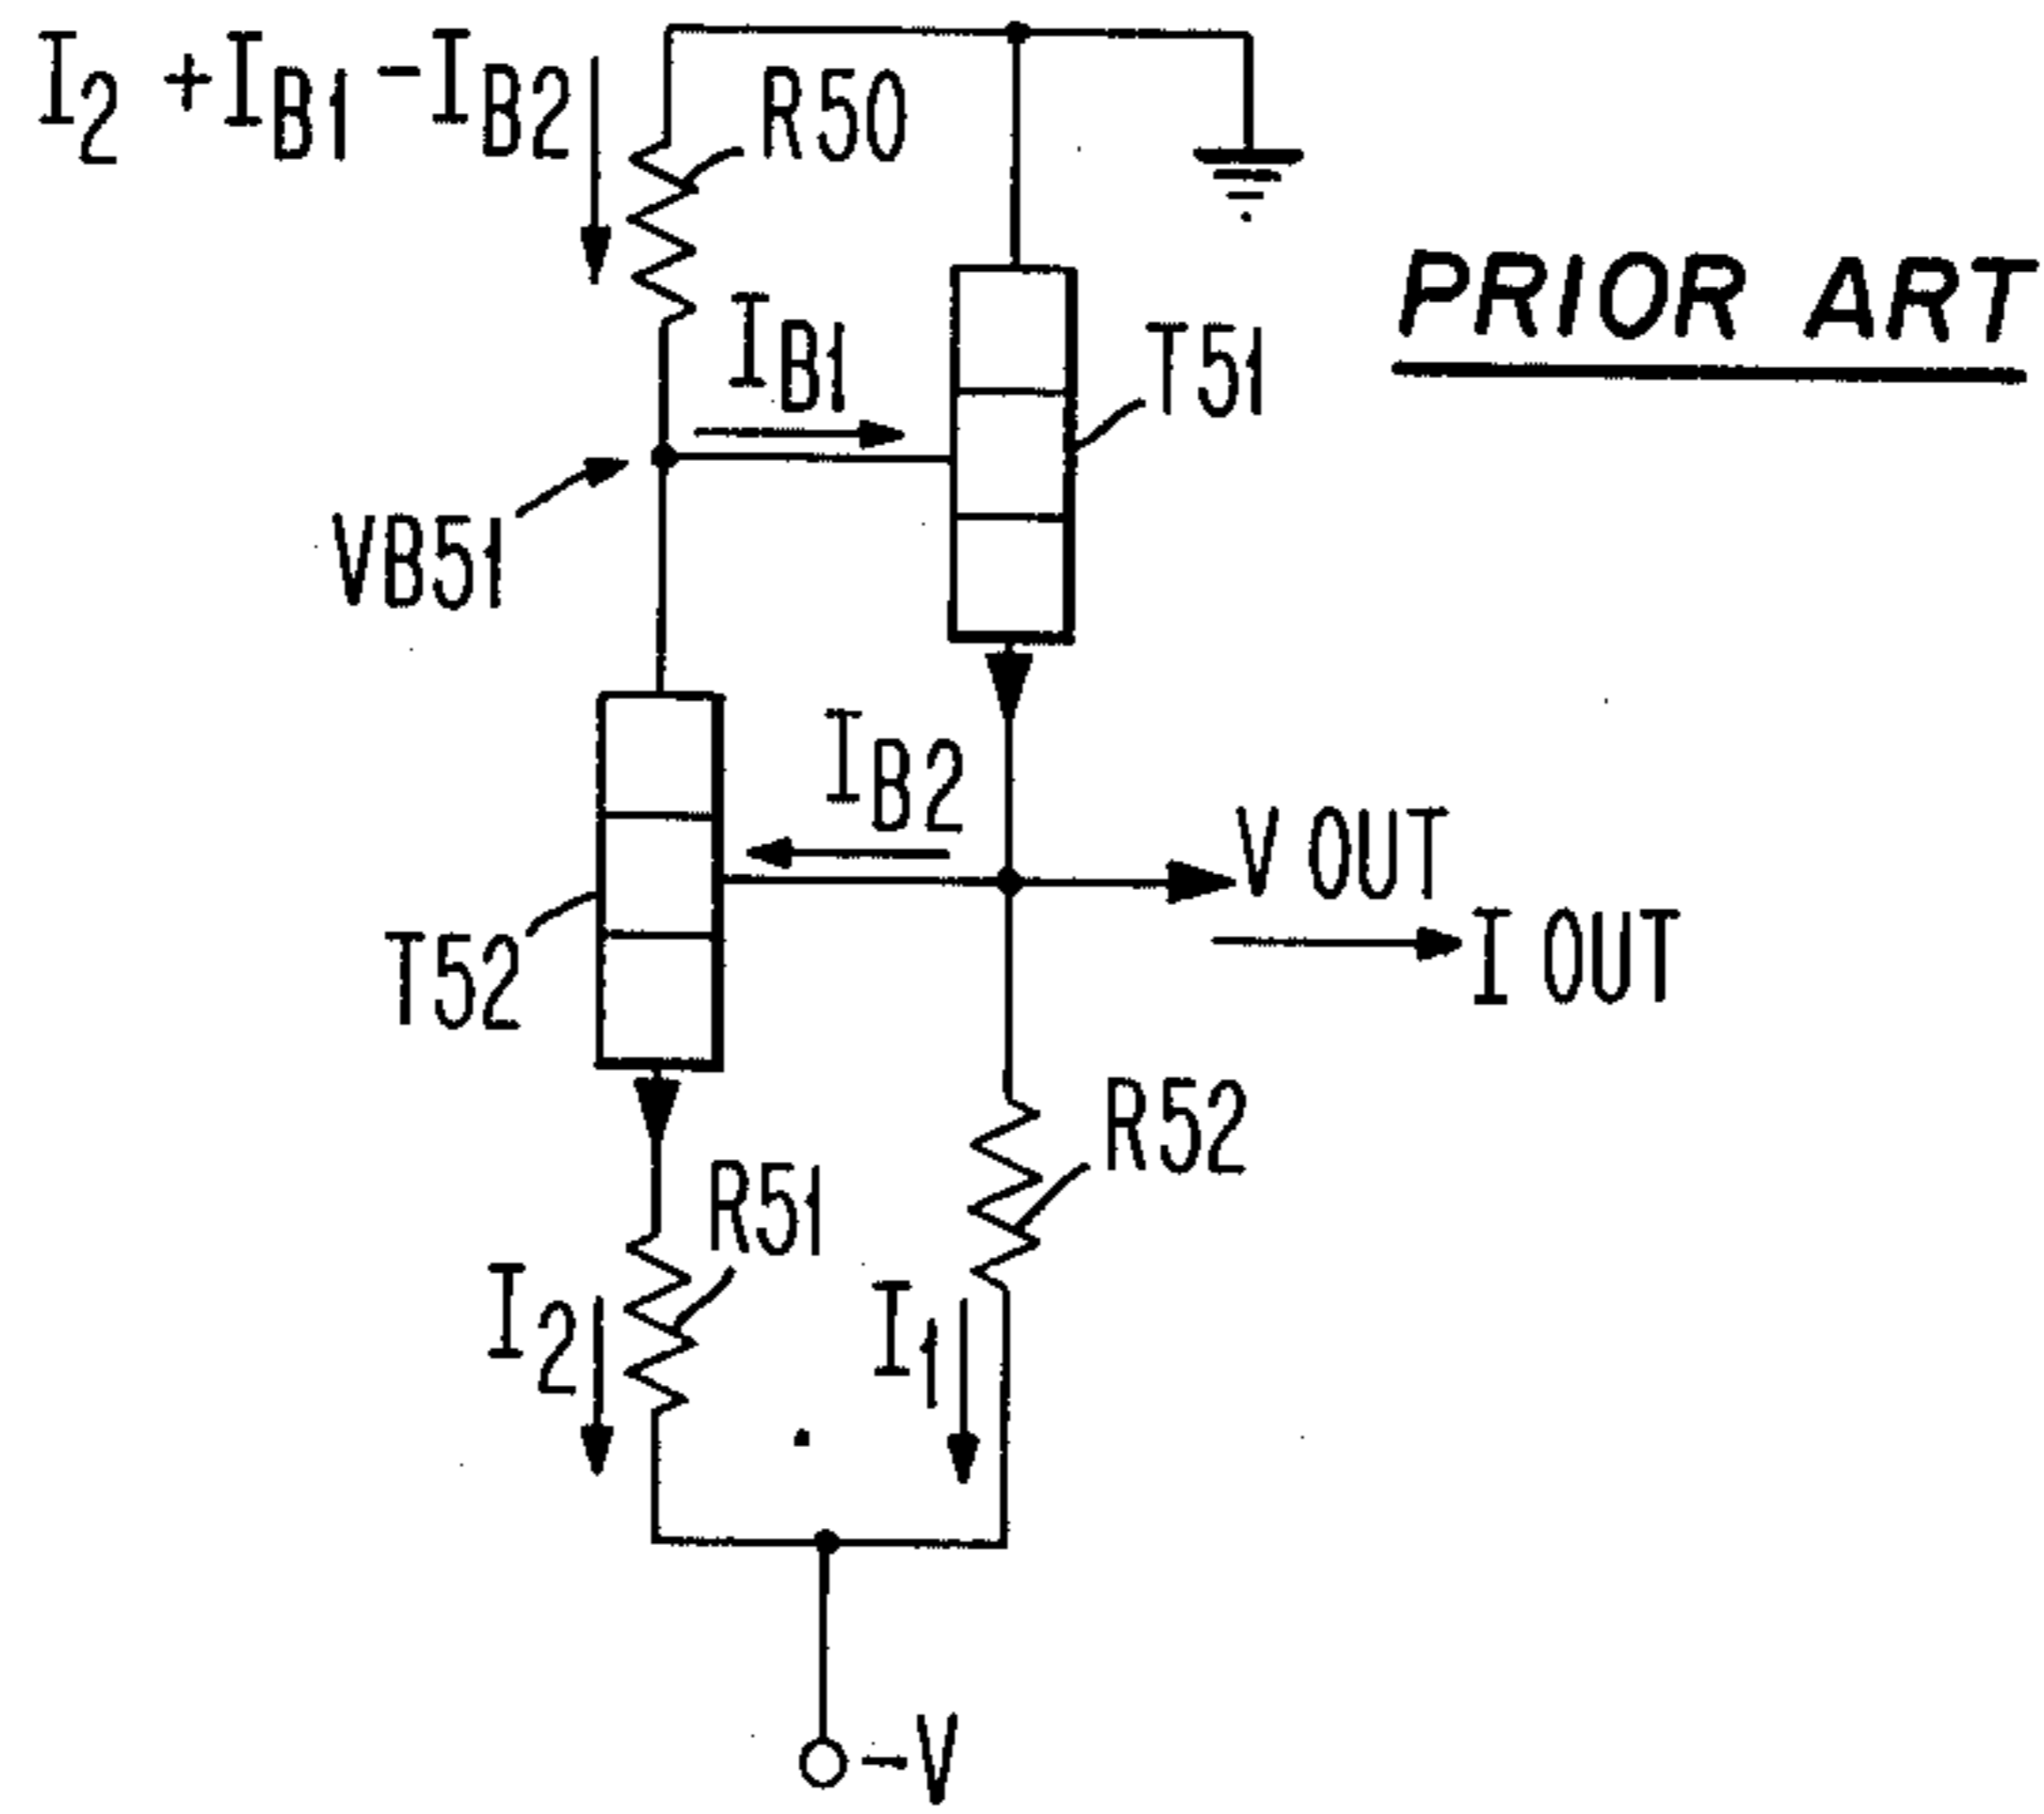 I2 +IB1 -IB2
R50
PRIOR ART
IB1
T51
VB51
IB2
V OUT
I OUT
T52
R52
R51
I2
I1
-V